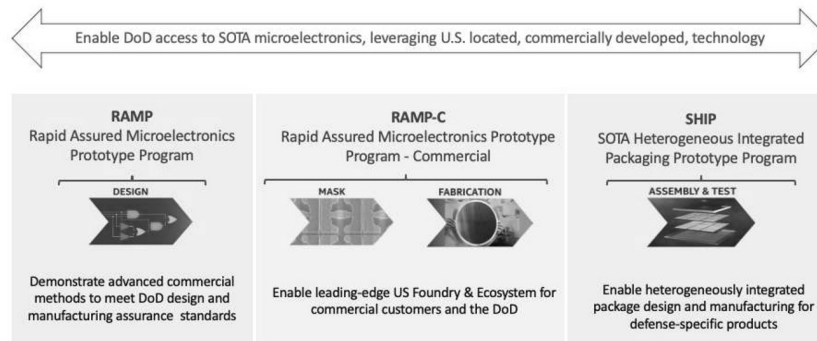 Enable DoD access to SOTA microelectronics, leveraging U.S. located, commercially developed, technology
RAMP
Rapid Assured Microelectronics
Prototype Program
DESIGN
Demonstrate advanced commercial
methods to meet DoD design and
manufacturing assurance standards
RAMP-C
Rapid Assured Microelectronics Prototype
Program - Commercial
MASK
FABRICATION
Enable leading-edge US Foundry & Ecosystem for
commercial customers and the DoD
SHIP
SOTA Heterogeneous Integrated
Packaging Prototype Program
ASSEMBLY & TEST
Enable heterogeneously integrated
package design and manufacturing for
defense-specific products